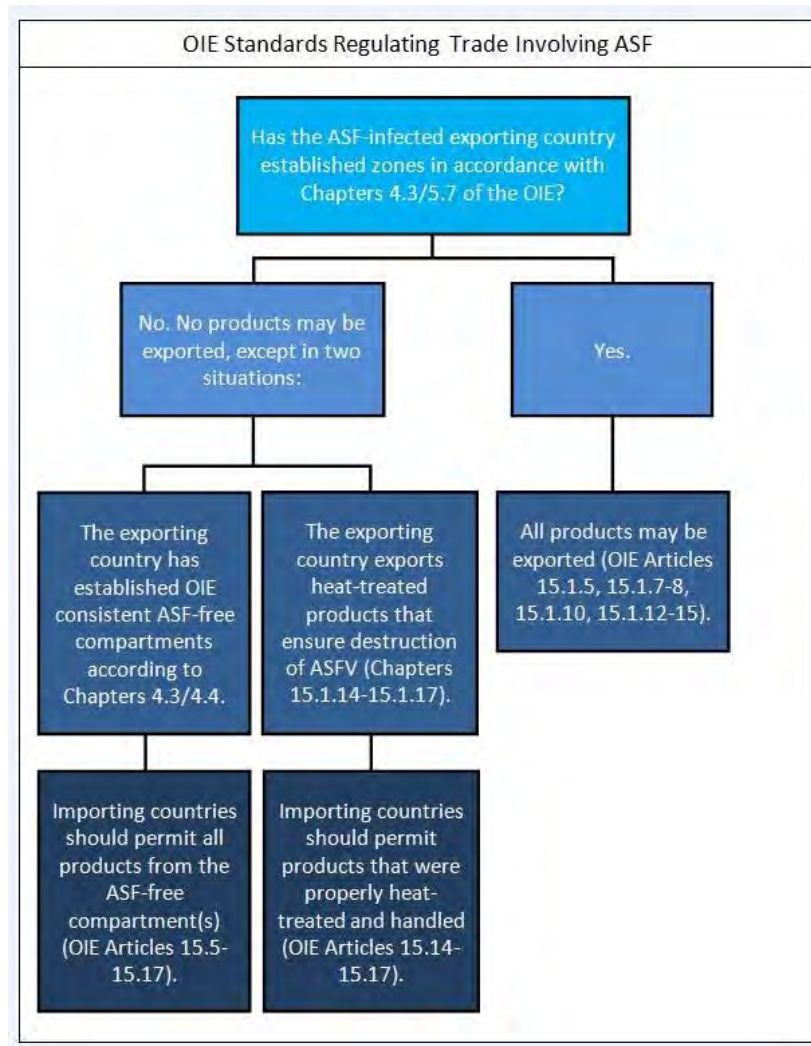 OIE Standards Regulating Trade Involving ASF
Has the ASF-infected exporting country
established zones in accordance with
Chapters 4.3/5.7 of the OIE?
No. No products may be
exported, except in two
situations:
Yes.
The exporting
country has
established OIE
consistent ASF-free
compartments
according to
Chapters 4.3/4.4.
The exporting
country exports
heat-treated
products that
ensure destruction
of ASFV (Chapters
15.1.14-15.1.17).
All products may be
exported (OIE Articles
15.1.5, 15.1.7-8,
15.1.10, 15.1.12-15).
Importing countries
should permit all
products from the
ASF-free
compartment(s)
(OIE Articles 15.5-
15.17).
Importing countries
should permit
products that were
properly heat-
treated and handled
(OIE Articles 15.14-
15.17).